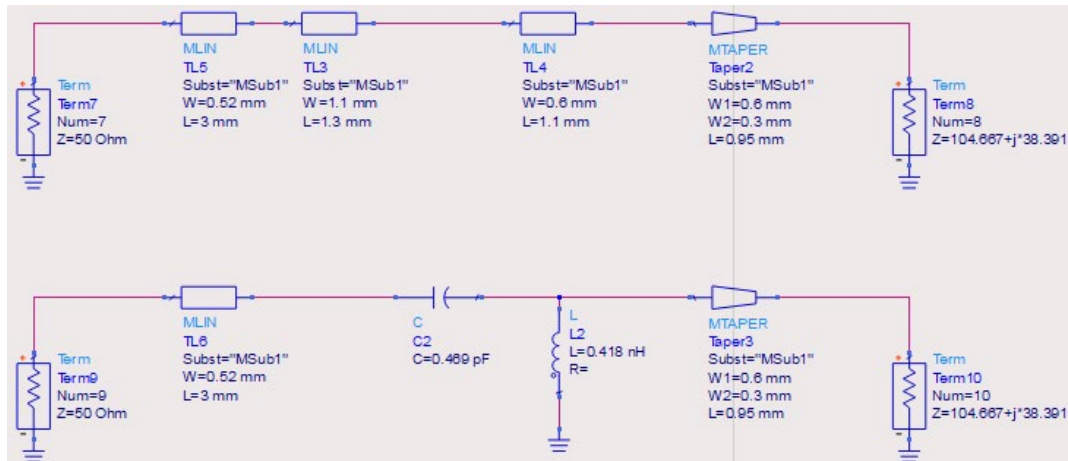 MLIN
TL5
Subst="MSub1"
W=0.52 mm
L=3 mm
MLIN
TL3
Subst="MSub1"
W=1.1 mm
L=1.3 mm
MLIN
TL4
Subst="MSub1"
W=0.6 mm
L=1.1 mm
MTAPER
Taper2
Subst="MSub1"
W1=0.6 mm
W2=0.3 mm
L=0.95 mm
+
Term
Term7
Num=7
Z=50 Ohm
-
+
Term
Term8
Num=8
Z=104.667+j*38.391
-
MLIN
TL6
Subst="MSub1"
W=0.52 mm
L=3 mm
C
C2
C=0.469 pF
L
L2
L=0.418 nH
R=
MTAPER
Taper3
Subst="MSub1"
W1=0.6 mm
W2=0.3 mm
L=0.95 mm
+
Term
Term9
Num=9
Z=50 Ohm
-
+
Term
Term10
Num=10
Z=104.667+j*38.391
-